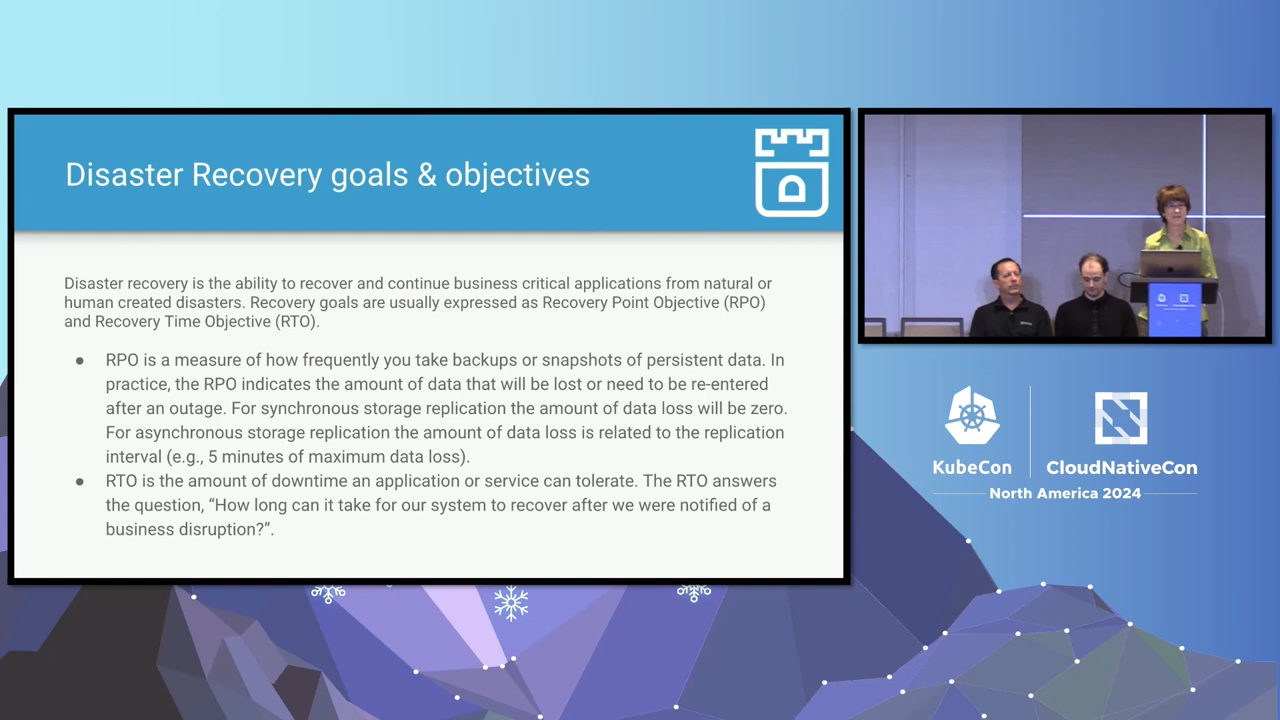 Disaster Recovery goals & objectives
D
Disaster recovery is the ability to recover and continue business critical applications from natural or
human created disasters. Recover goals are usually expressed as Recovery Point Objective (RPO)
and Recovery Time Objective (RTO).
● RPO is a measure of how frequently you take backups or snapshots of persistent data. In
practice, the RPO indicates the amount of data that will be lost or need to be re-entered
after an outage. For synchronous storage replication the amount of data loss will be zero.
For asynchronous storage replication the amount of data loss is related to the replication
interval (e.g., 5 minutes of maximum data loss).
● RTO is the amount of downtime an application or service can tolerate. The RTO answers
the question, “How long can it take for our system to recover after we were notified of a
business disruption?”.
KubeCon
CloudNativeCon
North America 2024